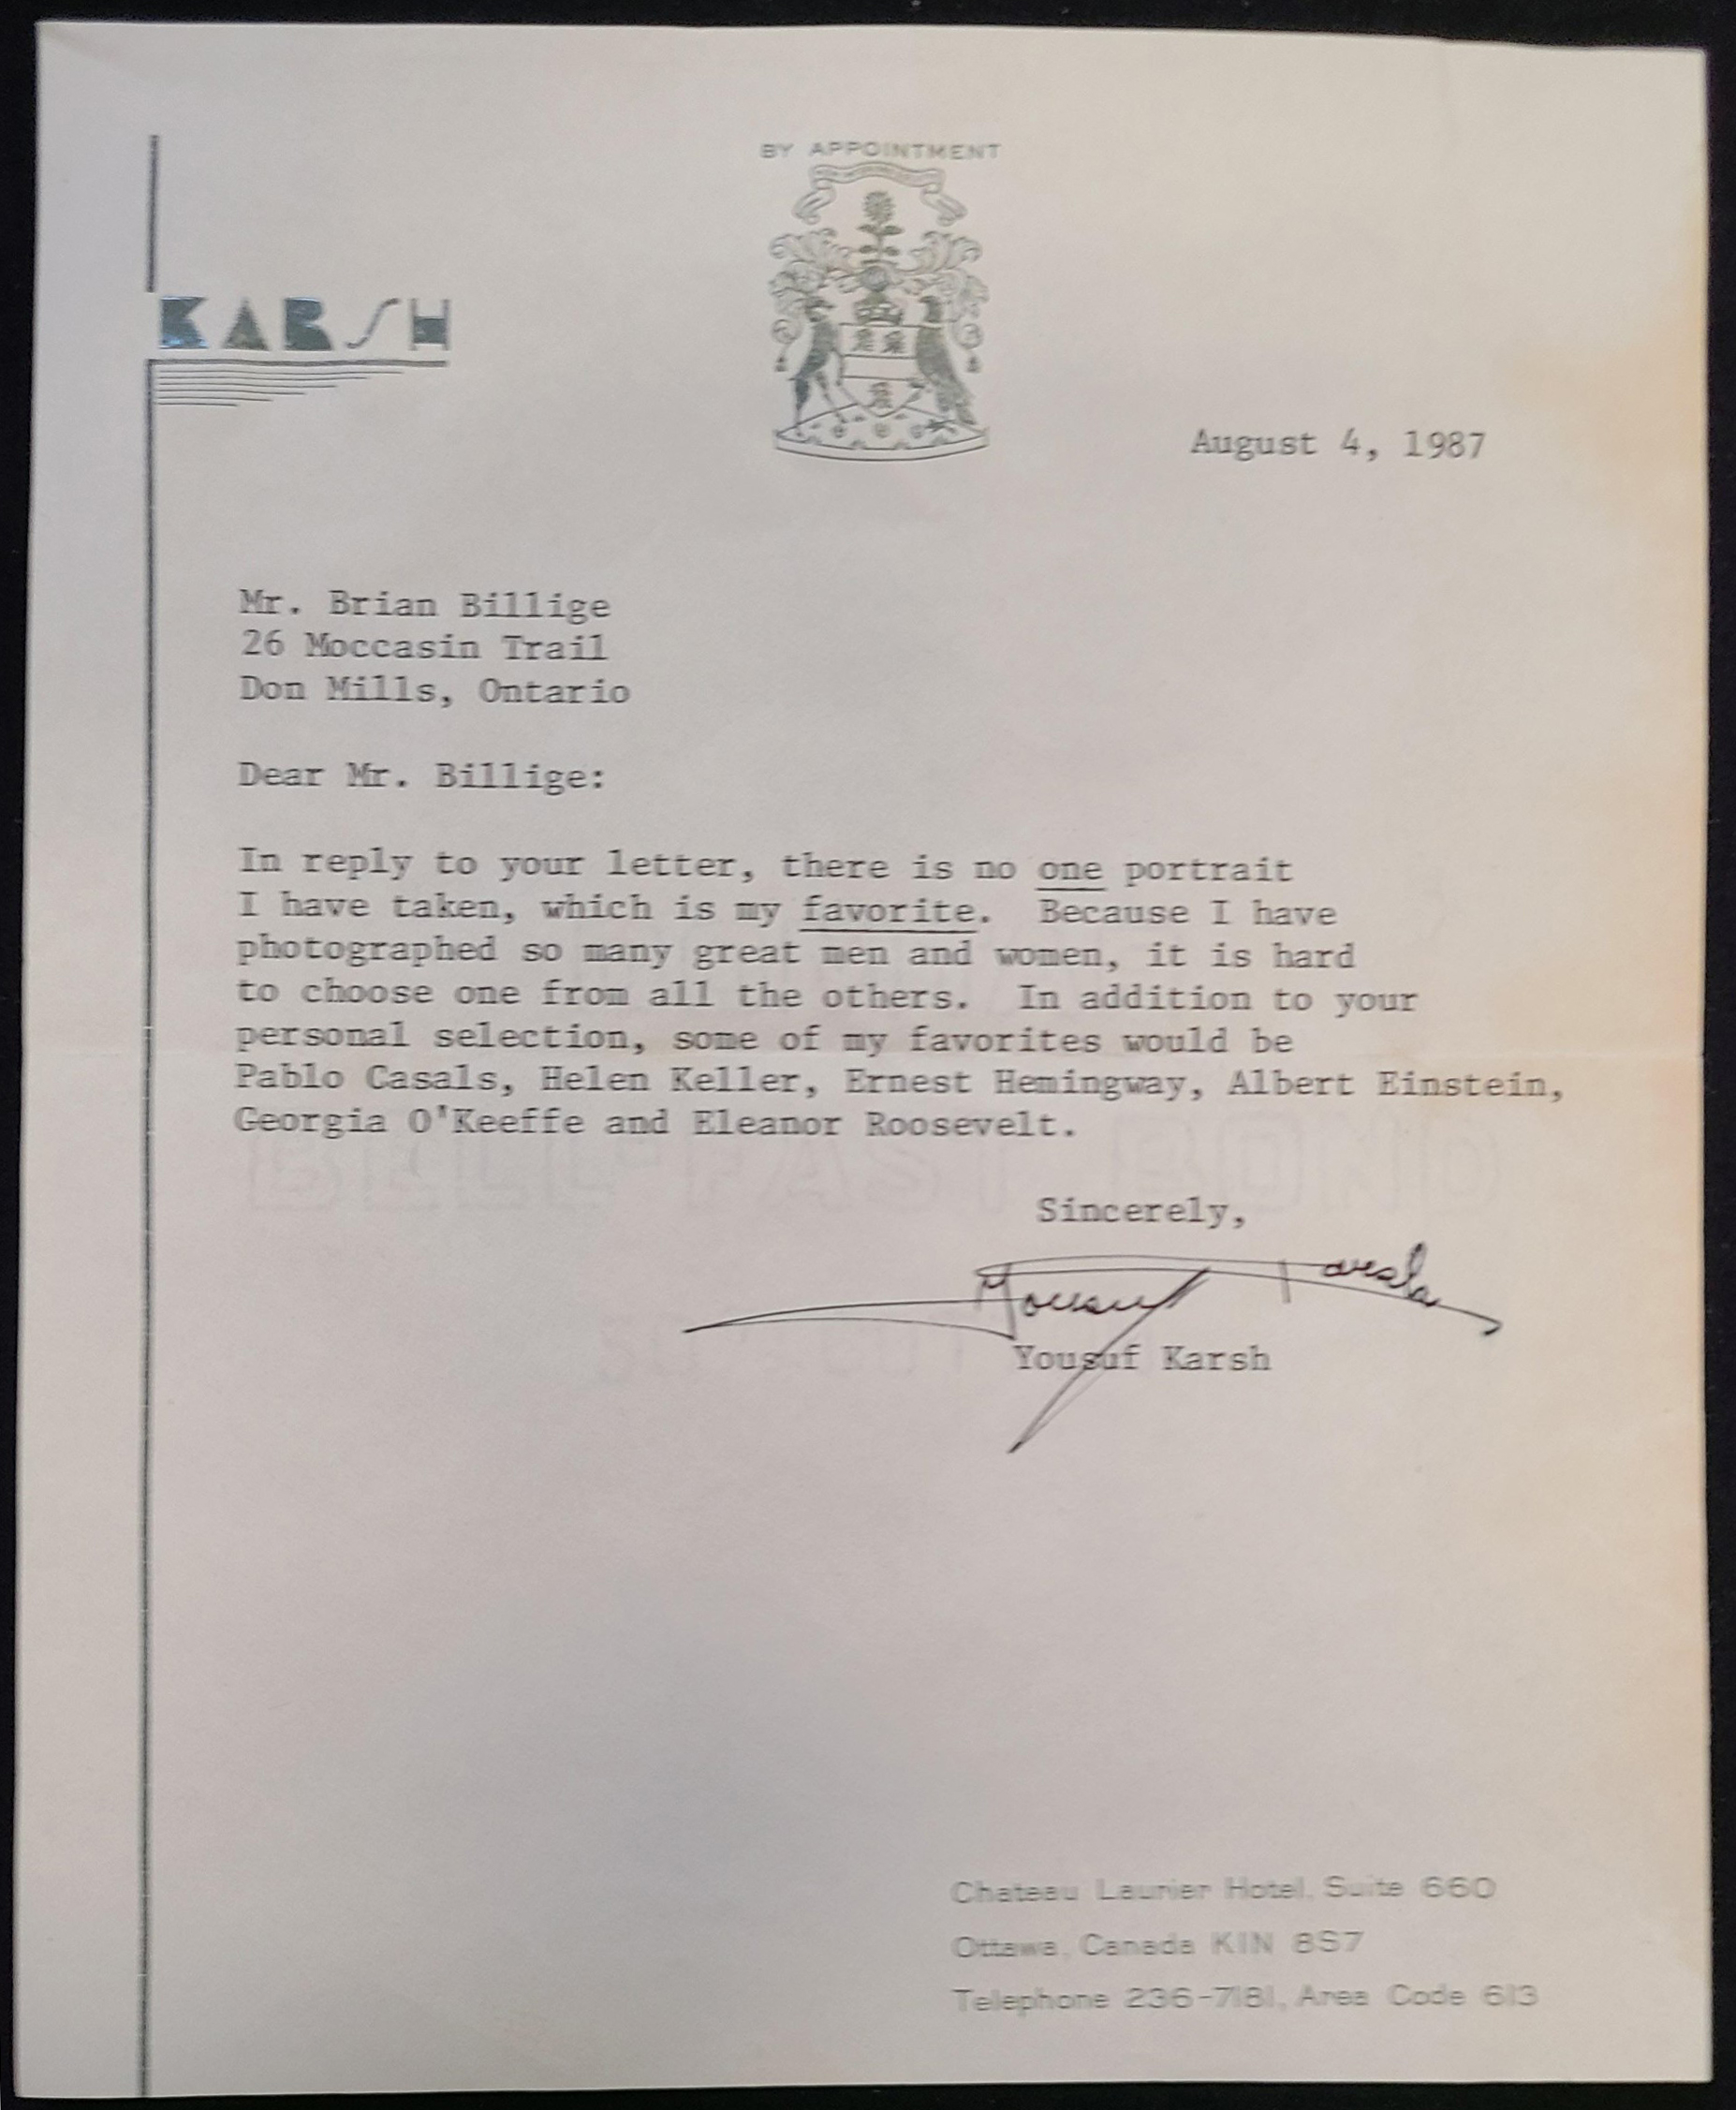 BY APPOINTMENT
KARSH
August 4, 1987
Mr. Brian Billige
26 Moccasin Trail
Don Mills, Ontario
Dear Mr. Billige:
In reply to your letter, there is no one portrait
I have taken, which is my favorite. Because I have
photographed so many great men and women, it is hard
to choose one from all the others. In addition to your
personal selection, some of my favorites would be
Pablo Casals, Helen Keller, Ernest Hemingway, Albert Einstein,
Georgia O'Keeffe and Eleanor Roosevelt.
BELL-FAST BOND
Sincerely,
Yousuf Karsh
Yousuf Karsh
Chateau Laurier Hotel, Suite 660
Ottawa, Canada K1N 8S7
Telephone 236-7181, Area Code 613